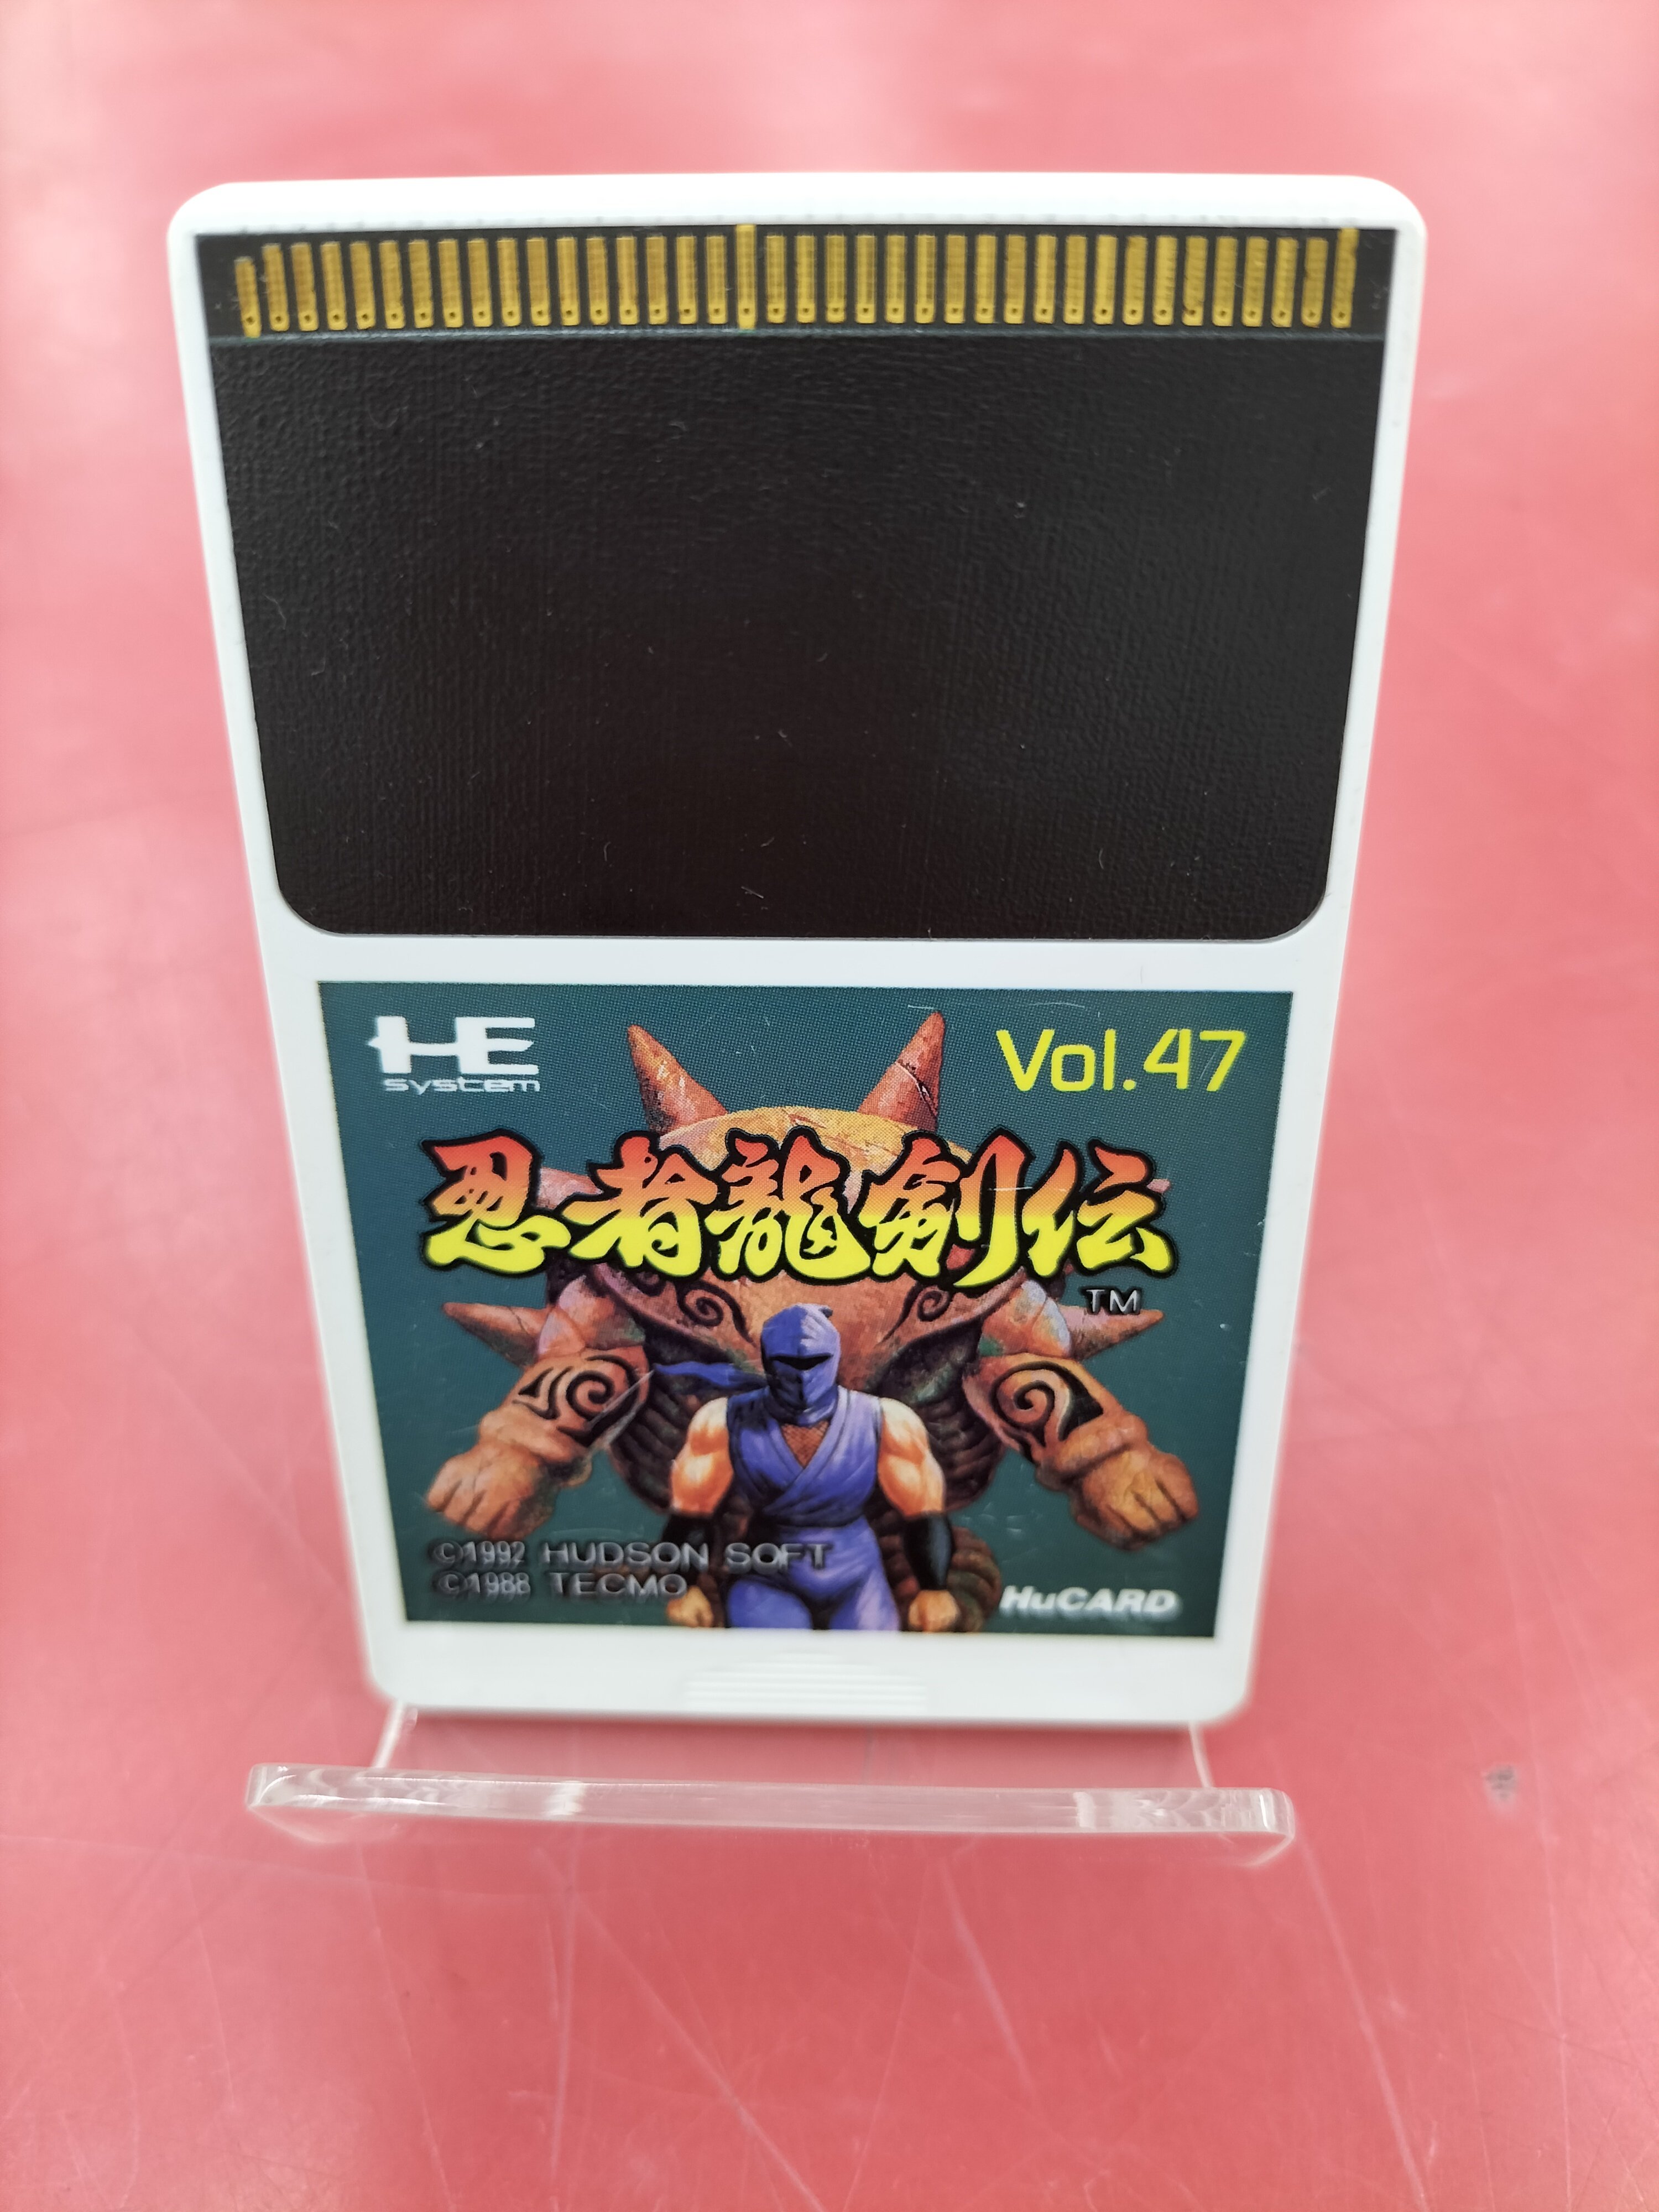 HE
system
Vol.47
忍者龍剣伝
TM
©1992 HUDSON SOFT
©1988 TECMO
HuCARD